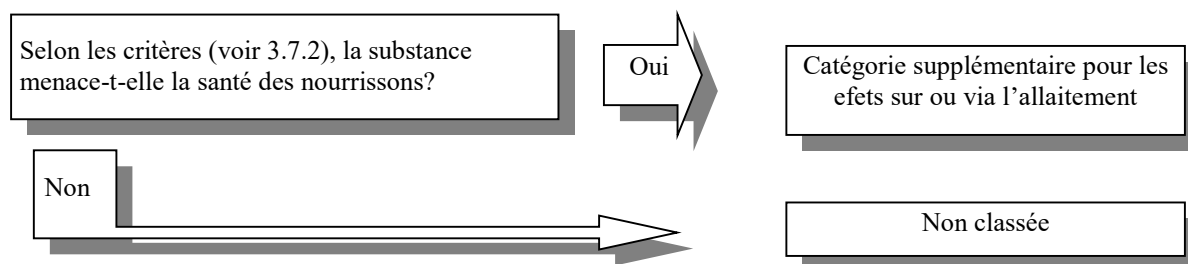 Selon les critères (voir 3.7.2), la substance
menace-t-elle la santé des nourrissons?
Oui
Catégorie supplémentaire pour les
efets sur ou via l’allaitement
Non
Non classée